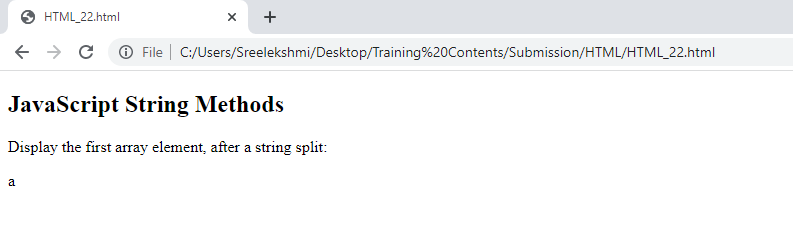 HTML_22.html
File | C:/Users/Sreelekshmi/Desktop/Training%20Contents/Submission/HTML/HTML_22.html
JavaScript String Methods
Display the first array element, after a string split:
a